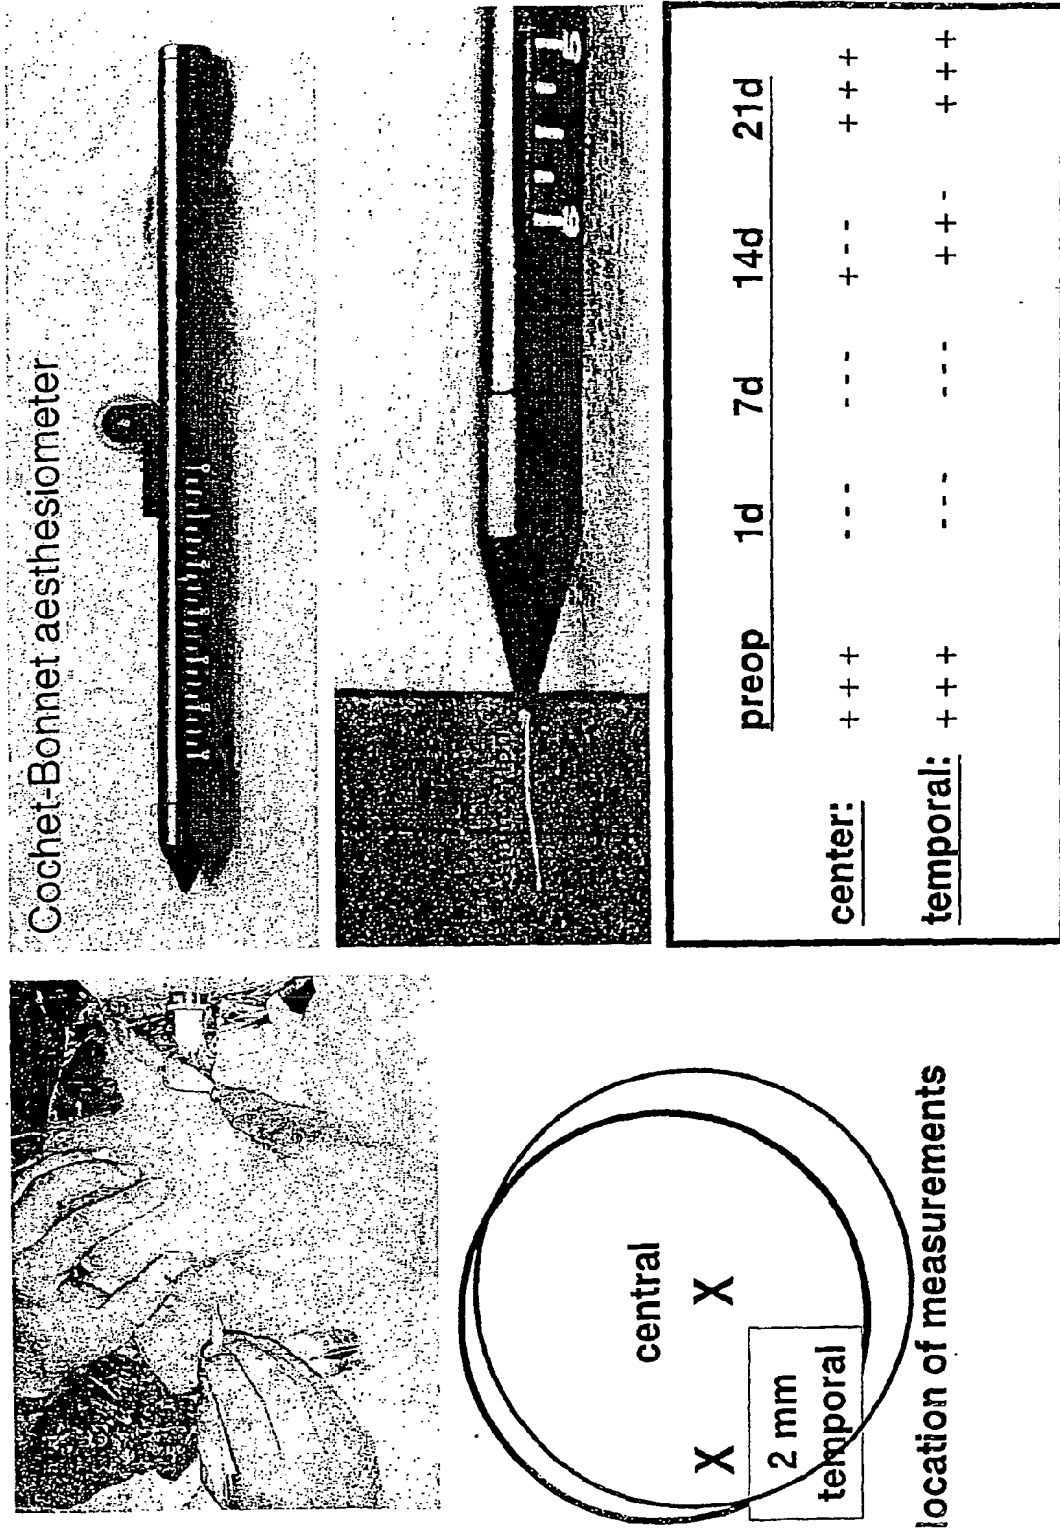 Cochet-Bonnet aesthesiometer
preop 1d 7d 14d 21d
center: +++ --- --- +-- +++
temporal: +++ --- --- ++- +++
central
X X
2 mm
temporal
location of measurements